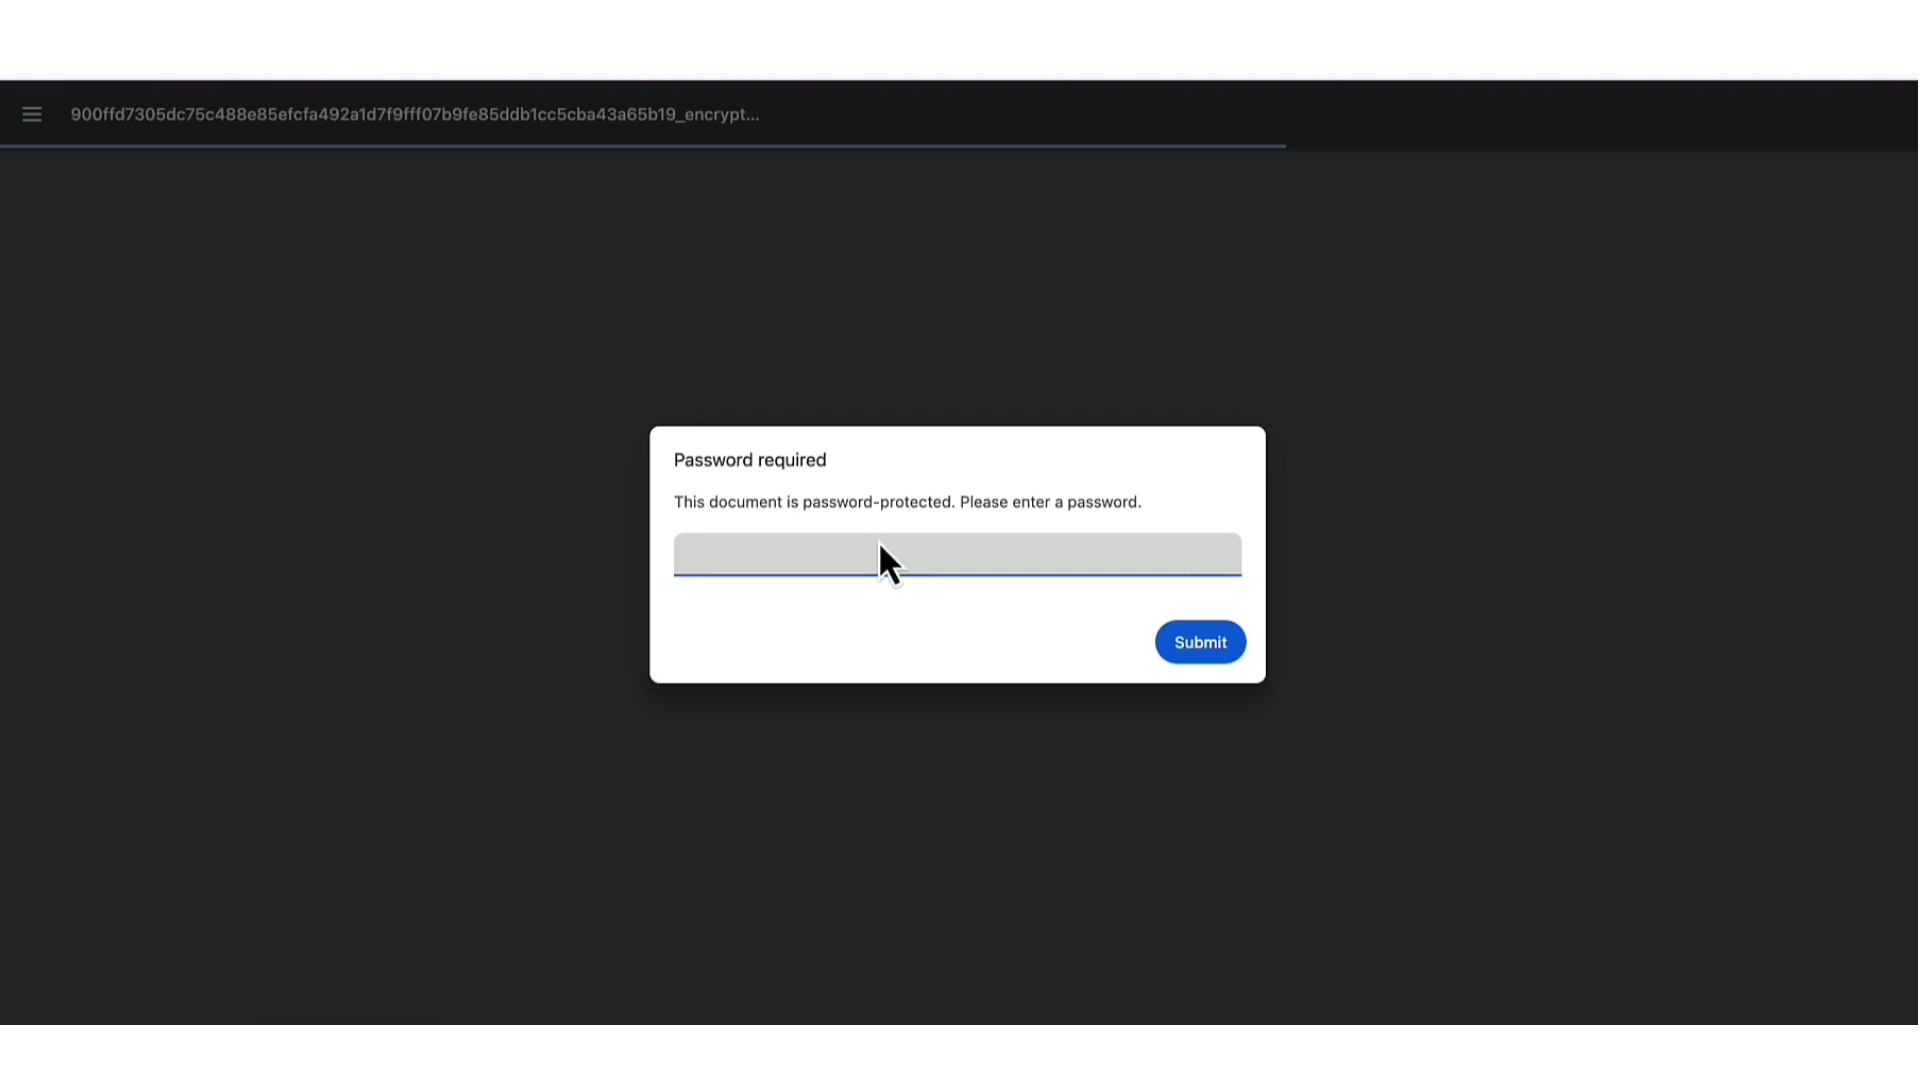 900ffd7305dc75c488e85efcfa492a1d7f9fff07b9fe85ddb1cc5cba43a65b19_encrypt...
Password required
This document is password-protected. Please enter a password.
Submit